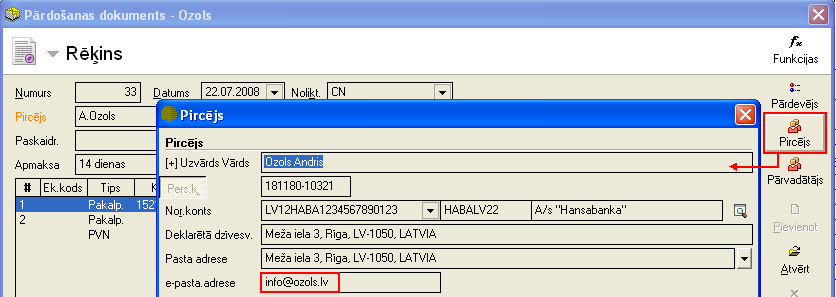 Pārdošanas dokuments - Ozols
Rēķins
Funkcijas
Numurs 33 Datums 22.07.2008 Nolikt. CN
Pārdevējs
Pircējs A.Ozols
Pircējs
Paskaidr.
Apmaksa 14 dienas
Pārvadātājs
# Ek.kods Tips K
1 Pakalp. 1521
2 Pakalp.
PVN
Pievienot
Atvērt
Pircējs
Pircējs
[+] Uzvārds Vārds Ozols Andris
Pers.k. 181180-10321
Nor.konts LV12HABA1234567890123 HABALV22 A/s "Hansabanka"
Deklarētā dzīvesv. Meža iela 3, Rīga, LV-1050, LATVIA
Pasta adrese Meža iela 3, Rīga, LV-1050, LATVIA
e-pasta.adrese info@ozols.lv